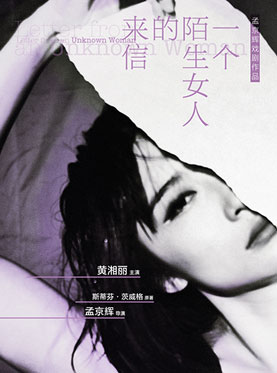 孟京辉戏剧作品
一个
陌生女人
的
来信
Letter from
an Unknown Woman
Unknown Woman
黄湘丽 主演
斯蒂芬·茨威格 原著
孟京辉 导演